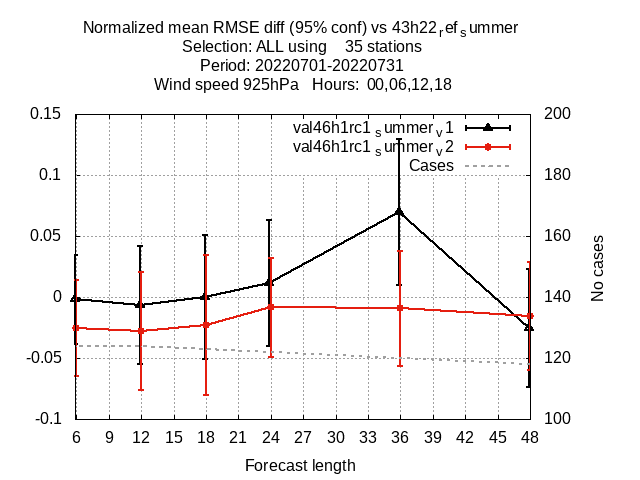 Normalized mean RMSE diff (95% conf) vs 43h22refsummer
Selection: ALL using 35 stations
Period: 20220701-20220731
Wind speed 925hPa Hours: 00,06,12,18
0.15
0.1
0.05
0
-0.05
-0.1
200
180
160
140
120
100
val46h1rc1summerv1
val46h1rc1summerv2
Cases
No cases
6 9 12 15 18 21 24 27 30 33 36 39 42 45 48
Forecast length